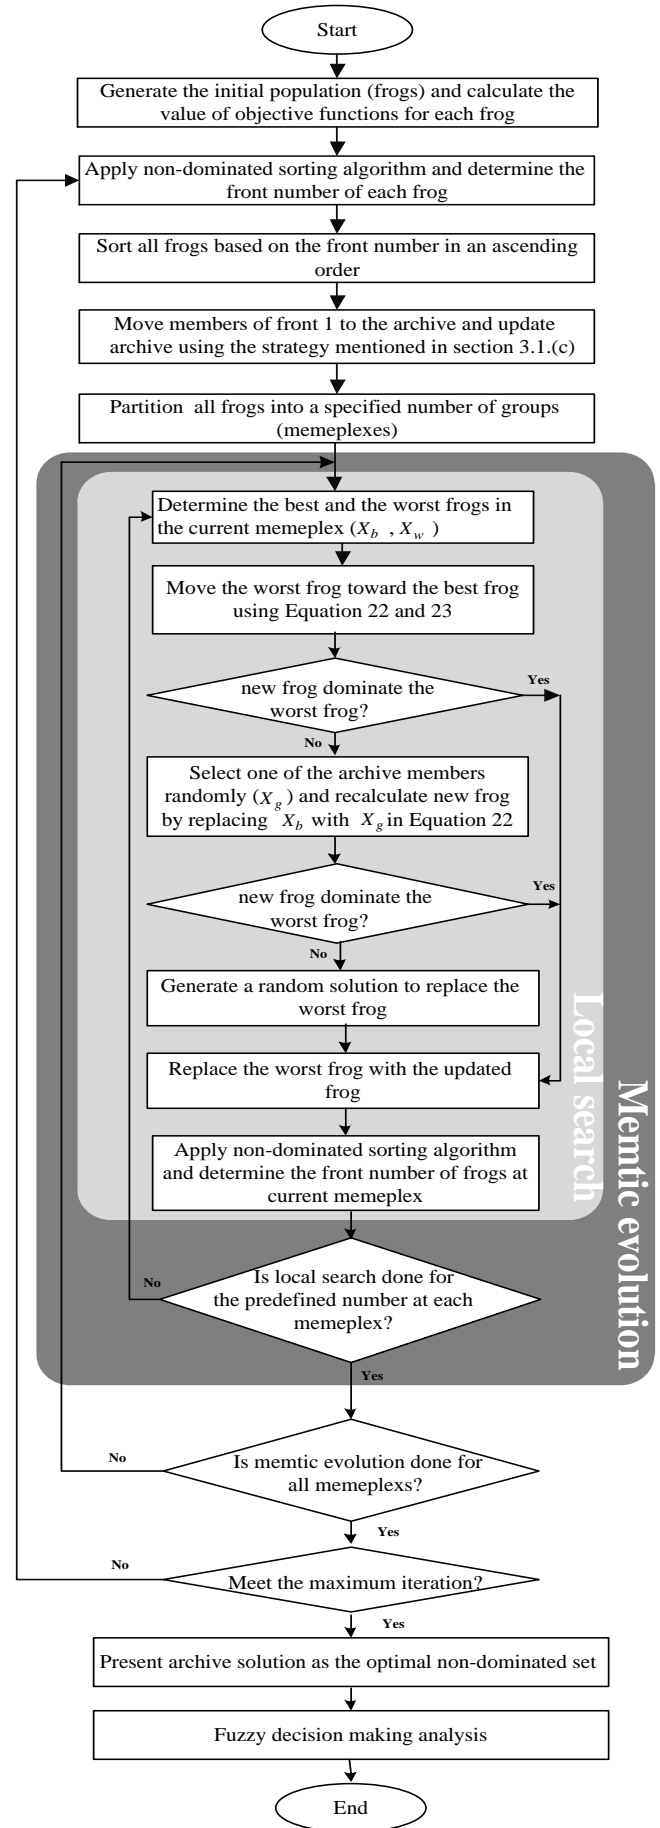 Start
Generate the initial population (frogs) and calculate the
value of objective functions for each frog
Apply non-dominated sorting algorithm and determine the
front number of each frog
Sort all frogs based on the front number in an ascending
order
Move members of front 1 to the archive and update
archive using the strategy mentioned in section 3.1.(c)
Partition all frogs into a specified number of groups
(memeplexes)
Determine the best and the worst frogs in
the current memeplex (X_b , X_w )
Move the worst frog toward the best frog
using Equation 22 and 23
new frog dominate the
worst frog?
Yes
No
Select one of the archive members
randomly (X_g) and recalculate new frog
by replacing X_b with X_g in Equation 22
new frog dominate the
worst frog?
Yes
No
Generate a random solution to replace the
worst frog
Replace the worst frog with the updated
frog
Apply non-dominated sorting algorithm
and determine the front number of frogs at
current memeplex
Local search
Memtic evolution
Is local search done for
the predefined number at each
memeplex?
No
Yes
Is memtic evolution done for
all memeplexs?
No
Yes
Meet the maximum iteration?
No
Yes
Present archive solution as the optimal non-dominated set
Fuzzy decision making analysis
End